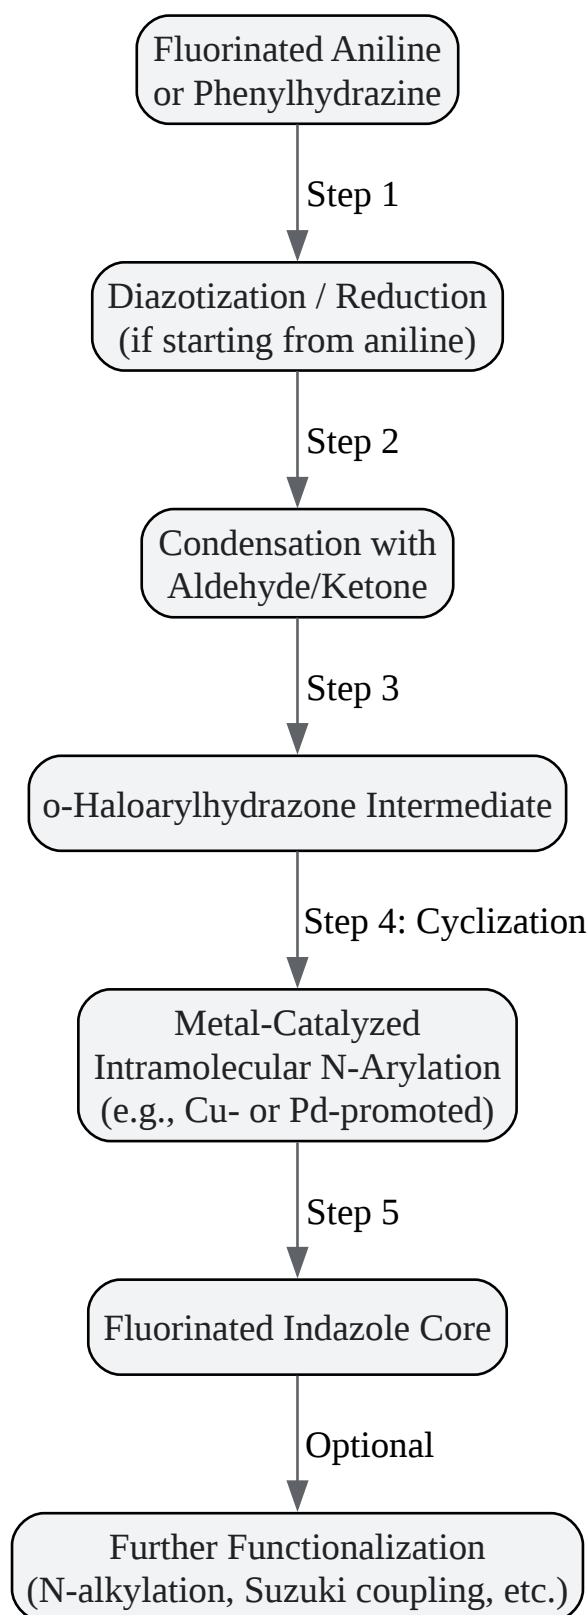 Fluorinated Aniline
or Phenylhydrazine
Step 1
Diazotization / Reduction
(if starting from aniline)
Step 2
Condensation with
Aldehyde/Ketone
Step 3
o-Haloarylhydrazone Intermediate
Step 4: Cyclization
Metal-Catalyzed
Intramolecular N-Arylation
(e.g., Cu- or Pd-promoted)
Step 5
Fluorinated Indazole Core
Optional
Further Functionalization
(N-alkylation, Suzuki coupling, etc.)